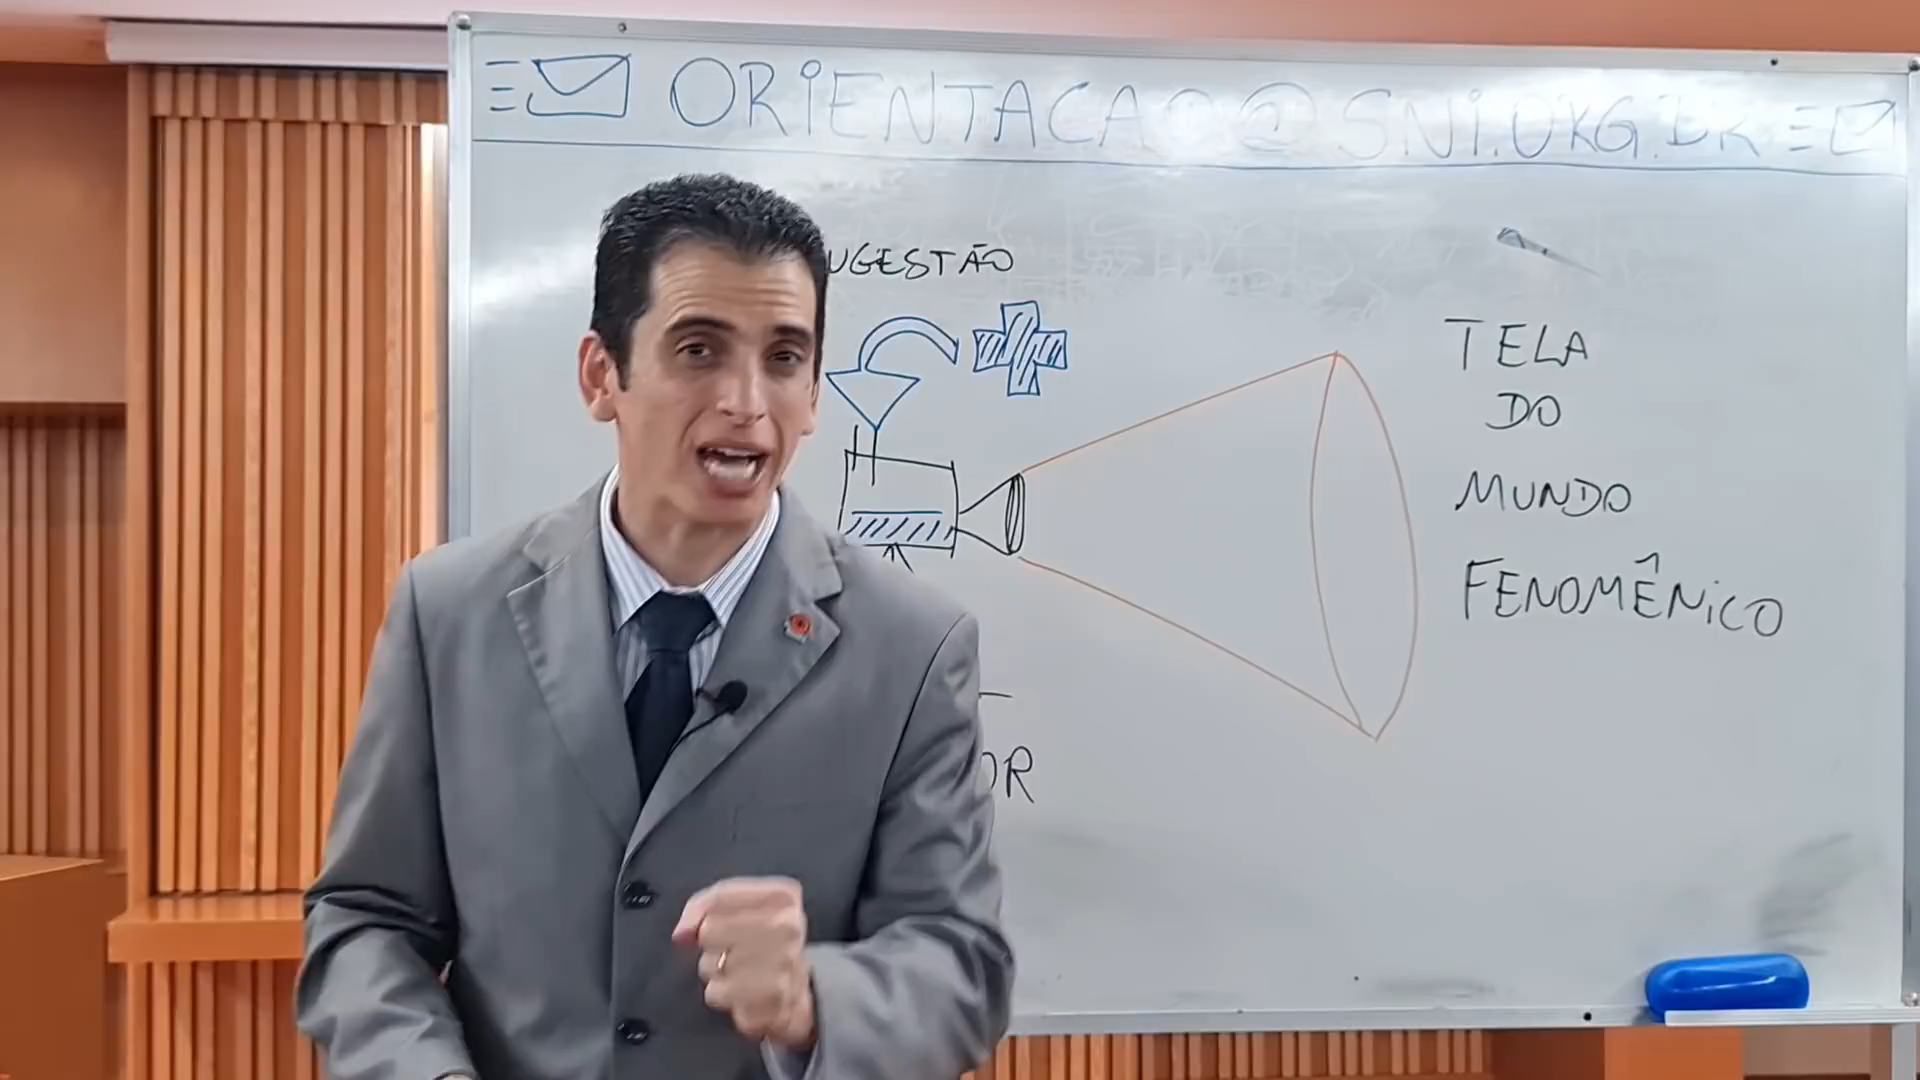 ORIENTACAO@SNI.ORG.BR
UGESTÃO
TELA
DO
MUNDO
FENOMÊNICO
OR